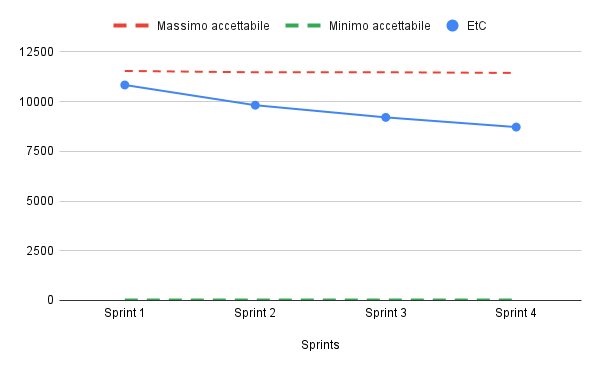 Massimo accettabile Minimo accettabile EtC
12500
10000
7500
5000
2500
0
Sprint 1 Sprint 2 Sprint 3 Sprint 4
Sprints